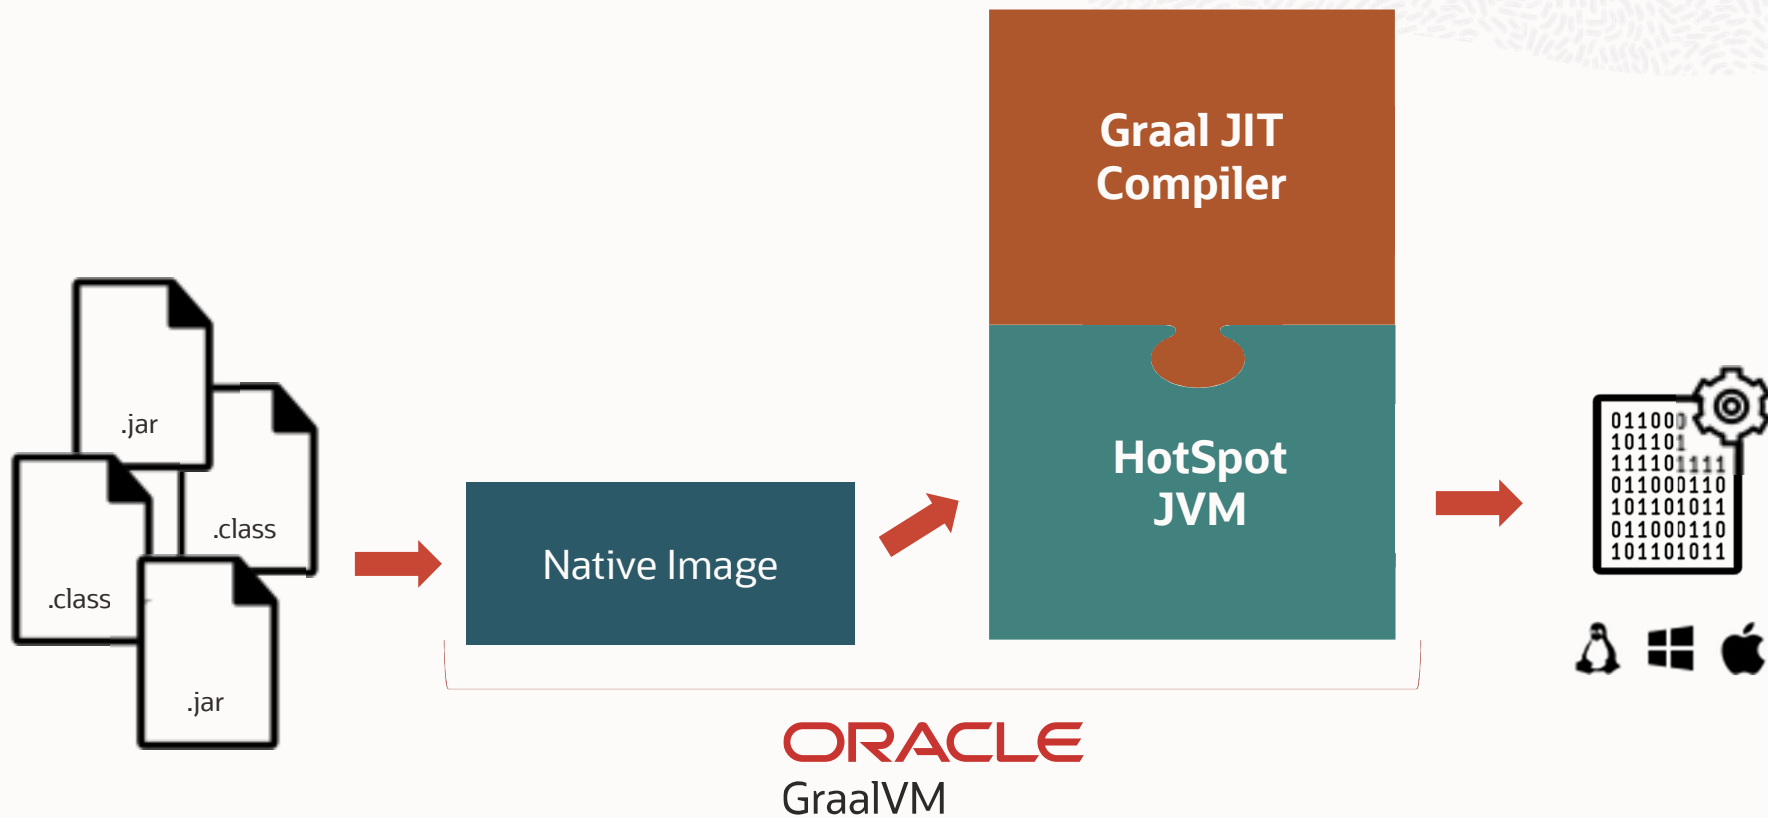 Graal JIT
Compiler
.jar
.class
.class
.jar
Native Image
HotSpot
JVM
011000
101101
111101111
011000110
101101011
011000110
101101011
ORACLE
GraalVM